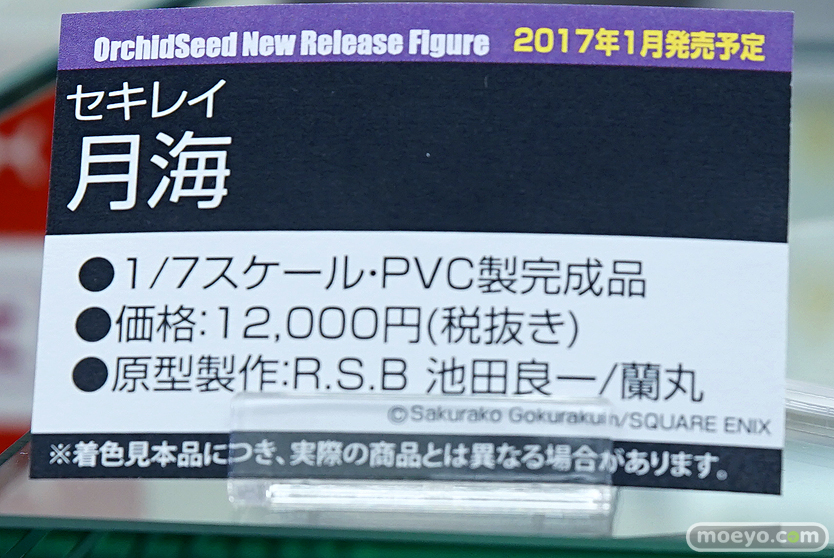 OrchidSeed New Release Figure 2017年1月発売予定
セキレイ
月海
●1/7スケール・PVC製完成品
●価格:12,000円(税抜き)
●原型製作:R.S.B 池田良一/蘭丸
©Sakurako Gokurakuin/SQUARE ENIX
※着色見本品につき、実際の商品とは異なる場合があります。
moeyo.com